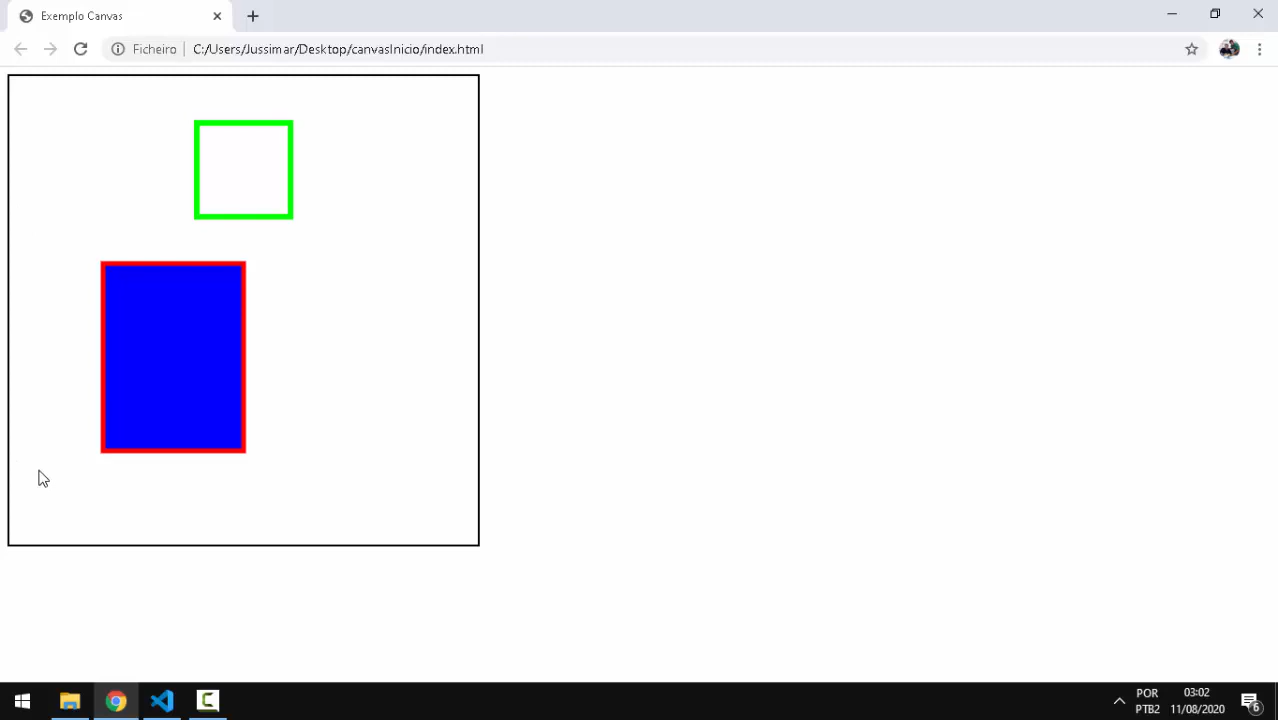 Exemplo Canvas
Ficheiro | C:/Users/Jussimar/Desktop/canvasInicio/index.html
POR 03:02
PTB2 11/08/2020
6